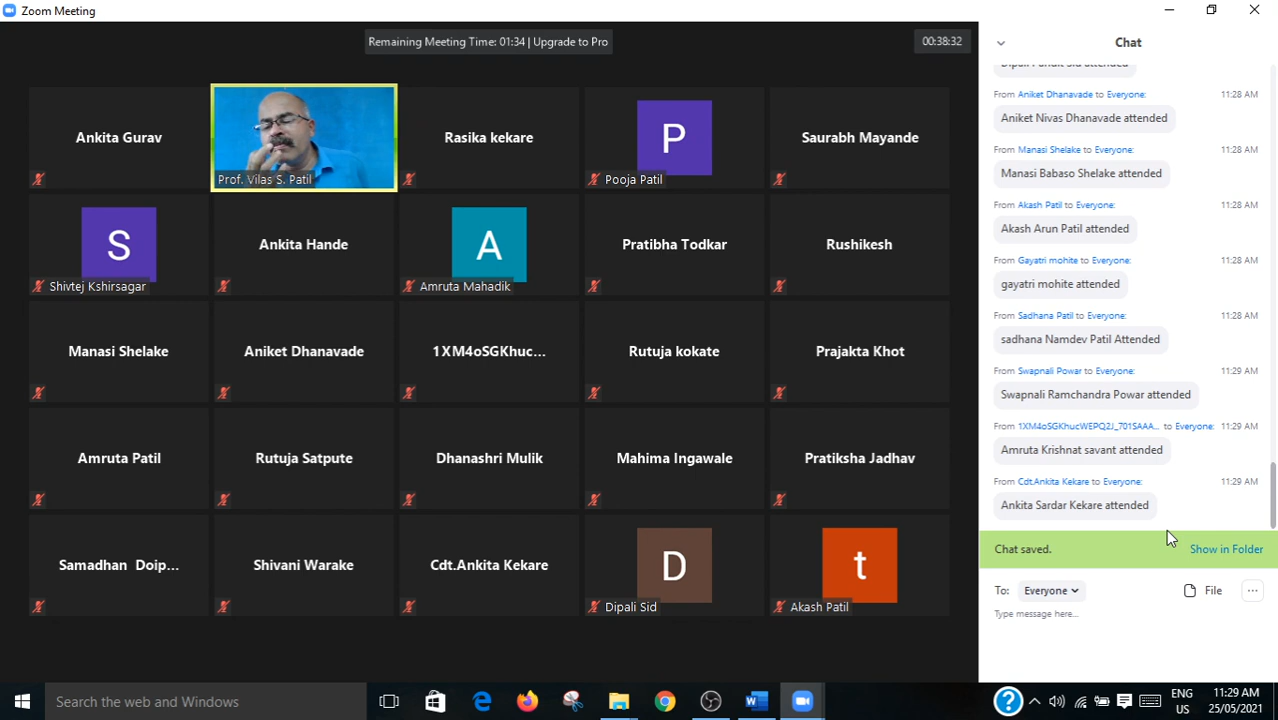 Zoom Meeting
Remaining Meeting Time: 01:34 | Upgrade to Pro
00:38:32
Ankita Gurav
Prof. Vilas S. Patil
Rasika kekare
P
Pooja Patil
Saurabh Mayande
S
Shivtej Kshirsagar
Ankita Hande
A
Amruta Mahadik
Pratibha Todkar
Rushikesh
Manasi Shelake
Aniket Dhanavade
1XM4oSGKhuc...
Rutuja kokate
Prajakta Khot
Amruta Patil
Rutuja Satpute
Dhanashri Mulik
Mahima Ingawale
Pratiksha Jadhav
Samadhan Doip...
Shivani Warake
Cdt.Ankita Kekare
D
Dipali Sid
t
Akash Patil
Chat
Dipali Pandit Sid attended
From Aniket Dhanavade to Everyone: 11:28 AM
Aniket Nivas Dhanavade attended
From Manasi Shelake to Everyone: 11:28 AM
Manasi Babaso Shelake attended
From Akash Patil to Everyone: 11:28 AM
Akash Arun Patil attended
From Gayatri mohite to Everyone: 11:28 AM
gayatri mohite attended
From Sadhana Patil to Everyone: 11:28 AM
sadhana Namdev Patil Attended
From Swapnali Powar to Everyone: 11:29 AM
Swapnali Ramchandra Powar attended
From 1XM4oSGKhucWEPQ2J_701SAAA... to Everyone: 11:29 AM
Amruta Krishnat savant attended
From Cdt.Ankita Kekare to Everyone: 11:29 AM
Ankita Sardar Kekare attended
Chat saved. Show in Folder
To: Everyone File ...
Type message here...
Search the web and Windows
ENG
US
11:29 AM
25/05/2021